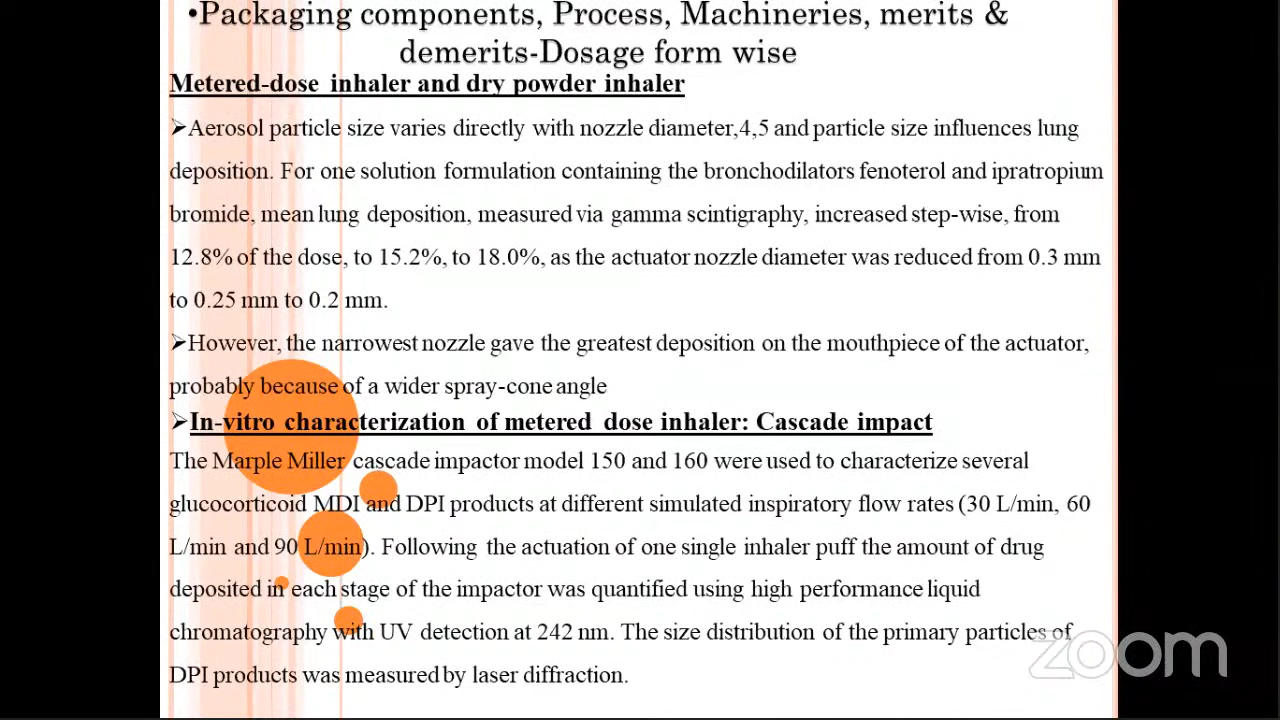 •Packaging components, Process, Machineries, merits &
demerits-Dosage form wise
Metered-dose inhaler and dry powder inhaler
➢Aerosol particle size varies directly with nozzle diameter,4,5 and particle size influences lung
deposition. For one solution formulation containing the bronchodilators fenoterol and ipratropium
bromide, mean lung deposition, measured via gamma scintigraphy, increased step-wise, from
12.8% of the dose, to 15.2%, to 18.0%, as the actuator nozzle diameter was reduced from 0.3 mm
to 0.25 mm to 0.2 mm.
➢However, the narrowest nozzle gave the greatest deposition on the mouthpiece of the actuator,
probably because of a wider spray-cone angle
➢In-vitro characterization of metered dose inhaler: Cascade impact
The Marple Miller cascade impactor model 150 and 160 were used to characterize several
glucocorticoid MDI and DPI products at different simulated inspiratory flow rates (30 L/min, 60
L/min and 90 L/min). Following the actuation of one single inhaler puff the amount of drug
deposited in each stage of the impactor was quantified using high performance liquid
chromatography with UV detection at 242 nm. The size distribution of the primary particles of
DPI products was measured by laser diffraction.
zoom